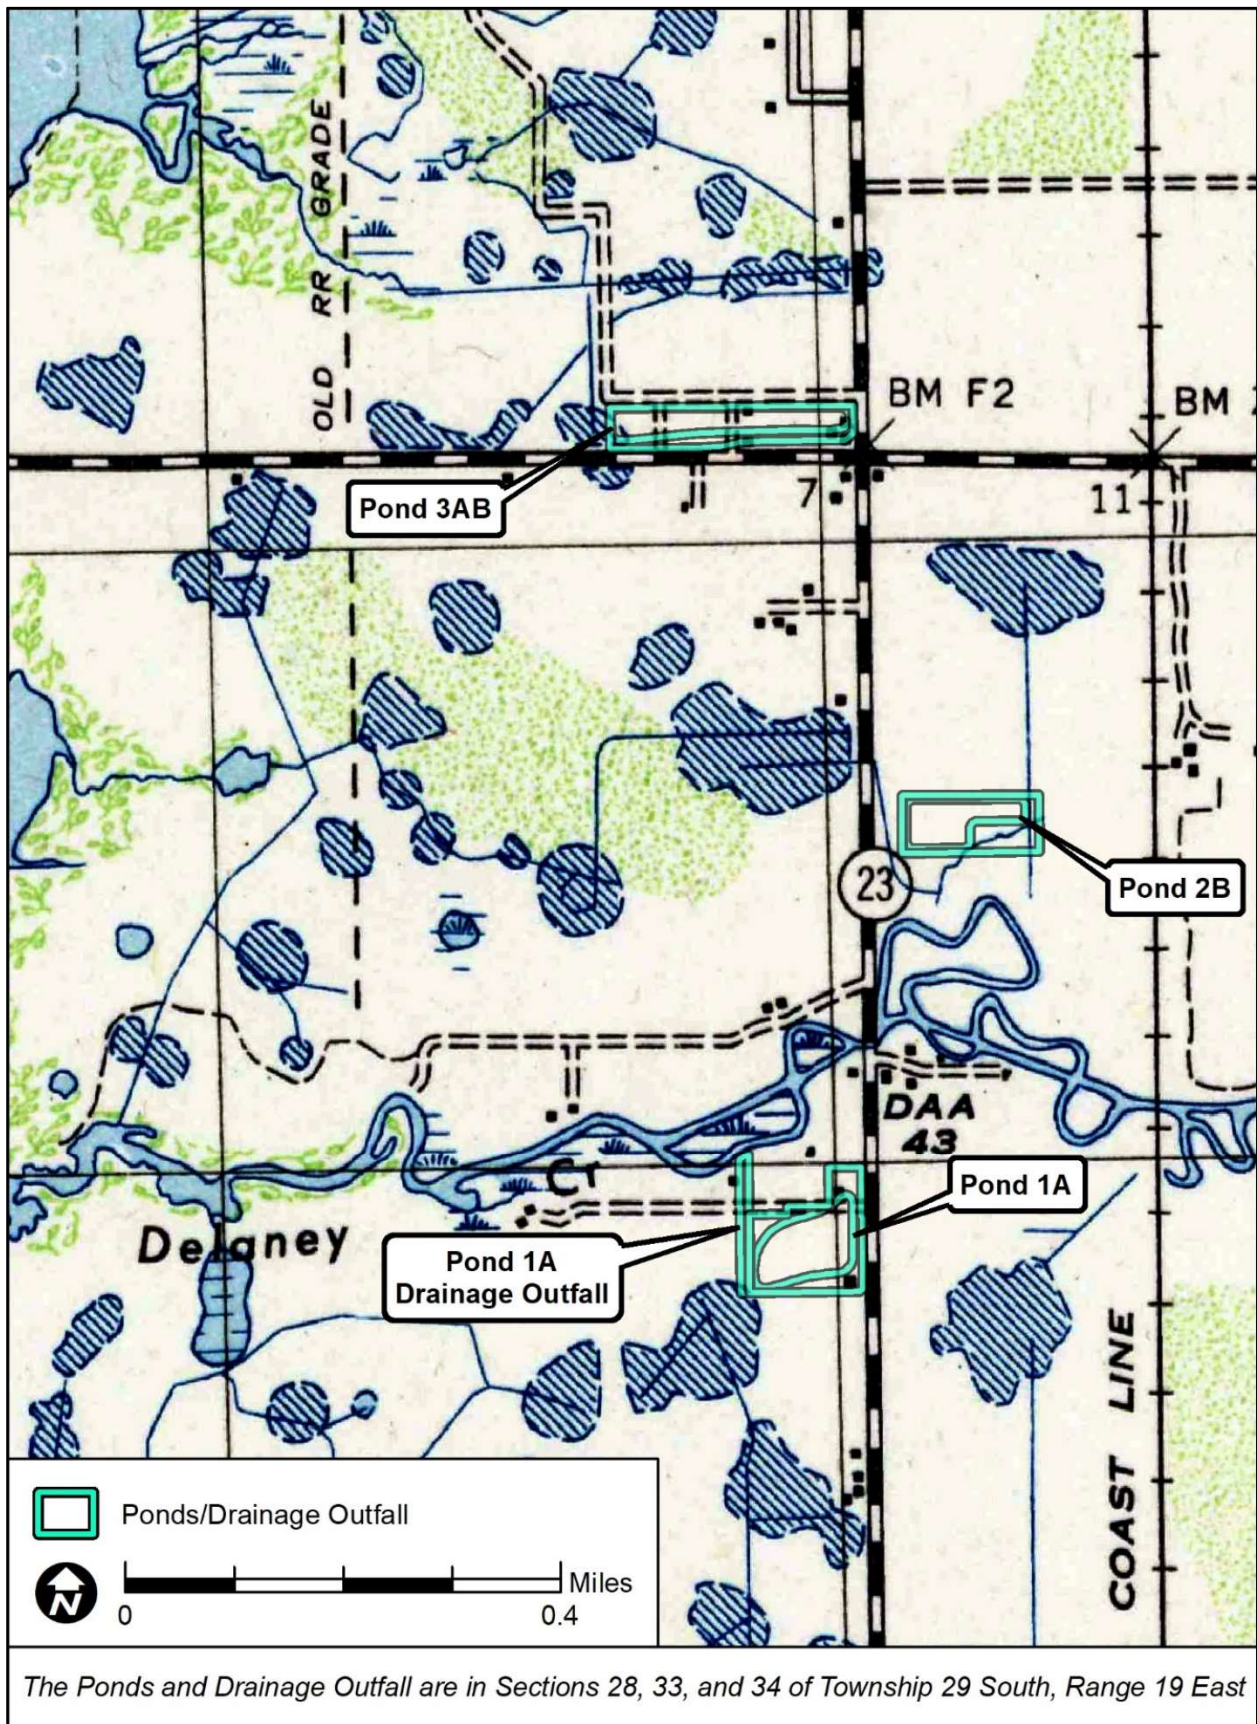 OLD RR GRADE
BM F2
BM
Pond 3AB
7
11
23
Pond 2B
DAA
43
Cr
Pond 1A
Delaney
Pond 1A
Drainage Outfall
COAST LINE
Ponds/Drainage Outfall
N
Miles
0
0.4
The Ponds and Drainage Outfall are in Sections 28, 33, and 34 of Township 29 South, Range 19 East